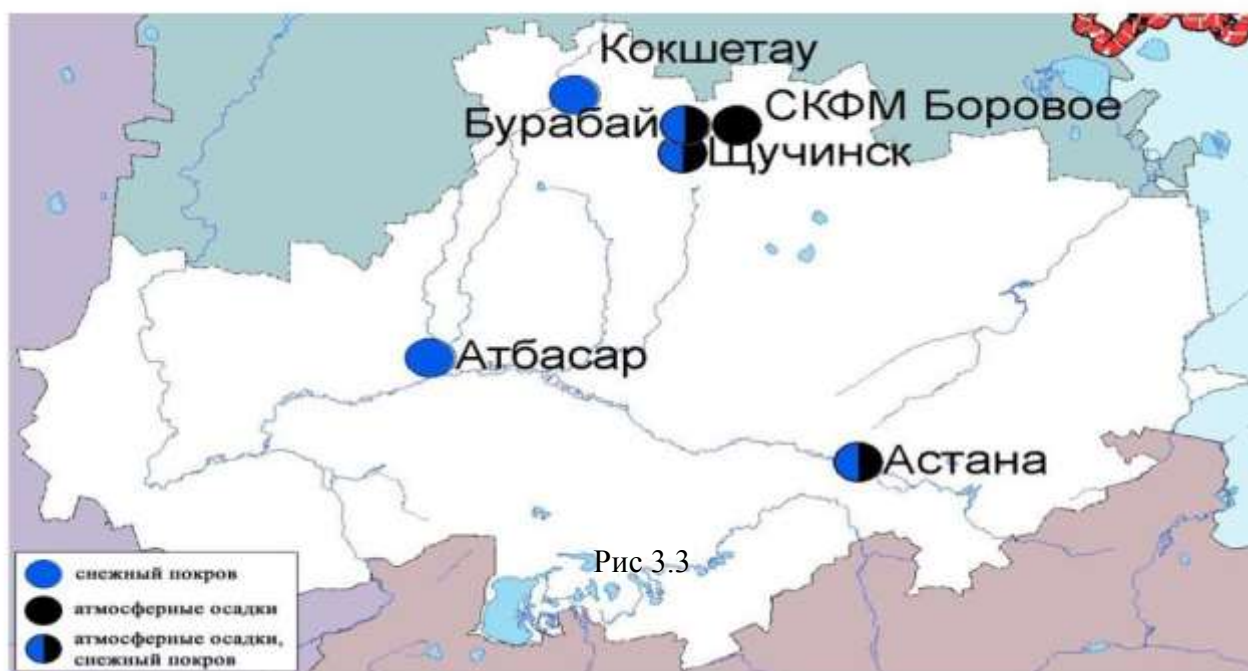 Кокшетау
СКФМ Боровое
Бурабай
Щучинск
Атбасар
Астана
Рис 3.3
снежный покров
атмосферные осадки
атмосферные осадки,
снежный покров